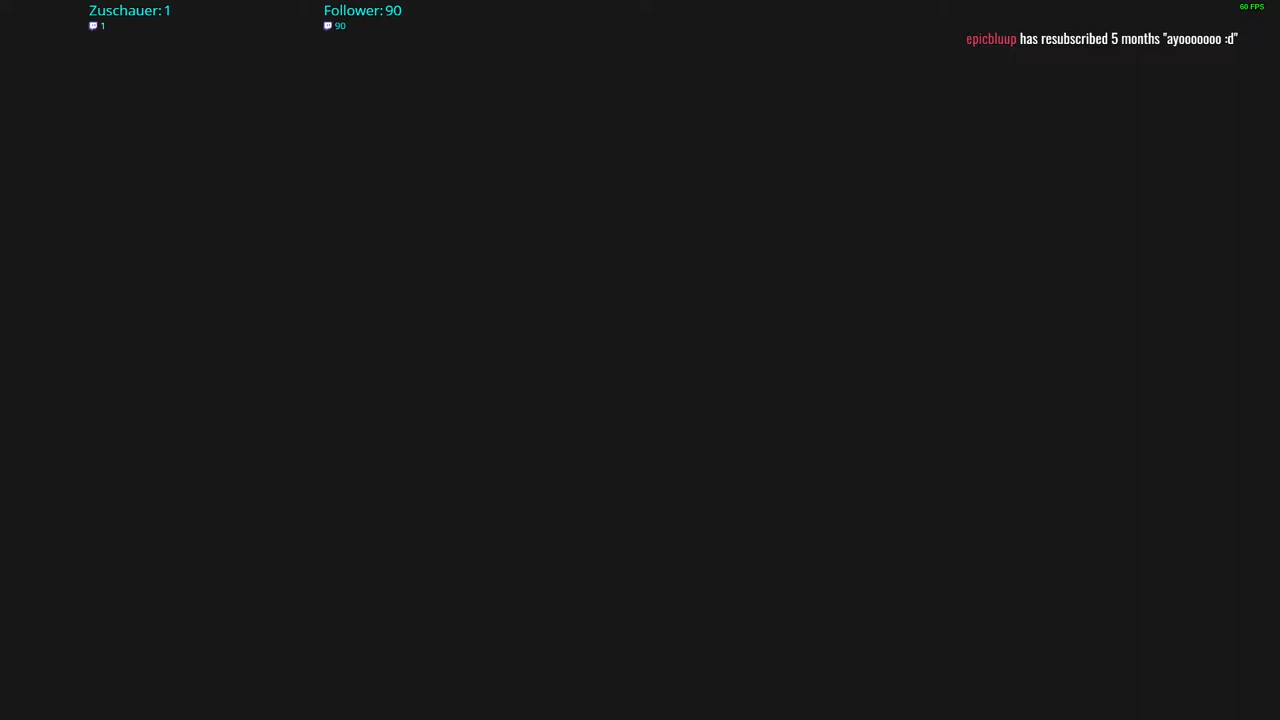 Zuschauer: 1
1
Follower: 90
90
60 FPS
epicbluup has resubscribed 5 months "ayooooooo :d"